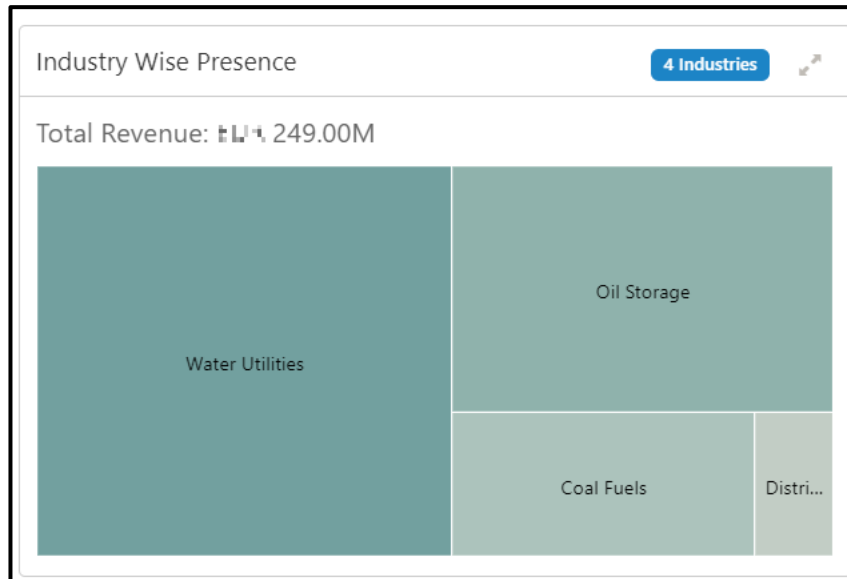 Industry Wise Presence
4 Industries
Total Revenue: 249.00M
Oil Storage
Water Utilities
Coal Fuels
Distri...